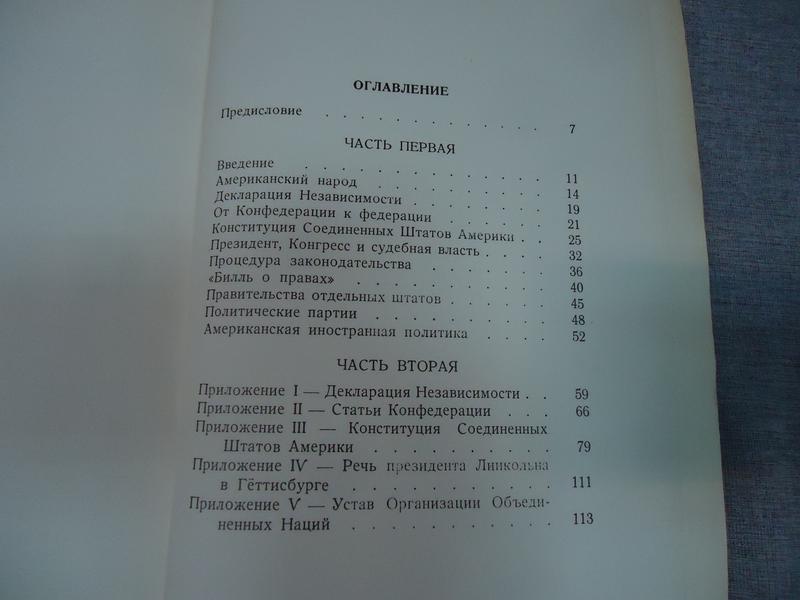 ОГЛАВЛЕНИЕ
Предисловие . . . . . . . . . . . . . 7
ЧАСТЬ ПЕРВАЯ
Введение . . . . . . . . . . . . . 11
Американский народ . . . . . . . . . . 14
Декларация Независимости . . . . . . . . 19
От Конфедерации к федерации . . . . . . 21
Конституция Соединенных Штатов Америки . . 25
Президент, Конгресс и судебная власть . . . . 32
Процедура законодательства . . . . . . . 36
«Билль о правах» . . . . . . . . . . . 40
Правительства отдельных штатов . . . . . . 45
Политические партии . . . . . . . . . . 48
Американская иностранная политика . . . . 52
ЧАСТЬ ВТОРАЯ
Приложение I — Декларация Независимости . . 59
Приложение II — Статьи Конфедерации . . . 66
Приложение III — Конституция Соединенных
Штатов Америки . . . . . . . . . . 79
Приложение IV — Речь президента Линкольна
в Гёттисбурге . . . . . . . . . . . 111
Приложение V — Устав Организации Объеди-
ненных Наций . . . . . . . . . . . 113